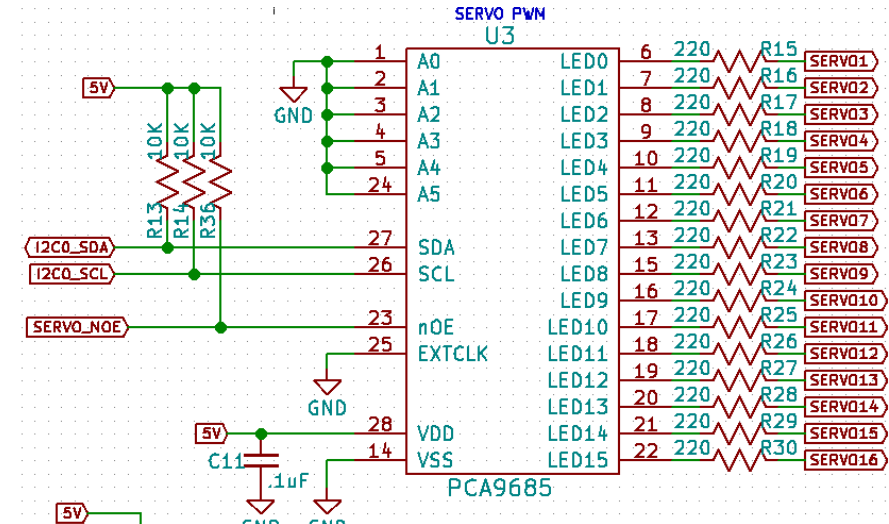 SERVO PWM
U3
1 A0 LED0 6 220 R15 SERVO1
5V 2 A1 LED1 7 220 R16 SERVO2
GND 3 A2 LED2 8 220 R17 SERVO3
10K 10K 10K 4 A3 LED3 9 220 R18 SERVO4
5 A4 LED4 10 220 R19 SERVO5
24 A5 LED5 11 220 R20 SERVO6
R13 R14 R36 LED6 12 220 R21 SERVO7
I2C0_SDA 27 SDA LED7 13 220 R22 SERVO8
I2C0_SCL 26 SCL LED8 15 220 R23 SERVO9
LED9 16 220 R24 SERVO10
SERVO_NOE 23 nOE LED10 17 220 R25 SERVO11
25 EXTCLK LED11 18 220 R26 SERVO12
LED12 19 220 R27 SERVO13
GND LED13 20 220 R28 SERVO14
5V 28 VDD LED14 21 220 R29 SERVO15
C11 14 VSS LED15 22 220 R30 SERVO16
.1uF
PCA9685
5V
GND GND